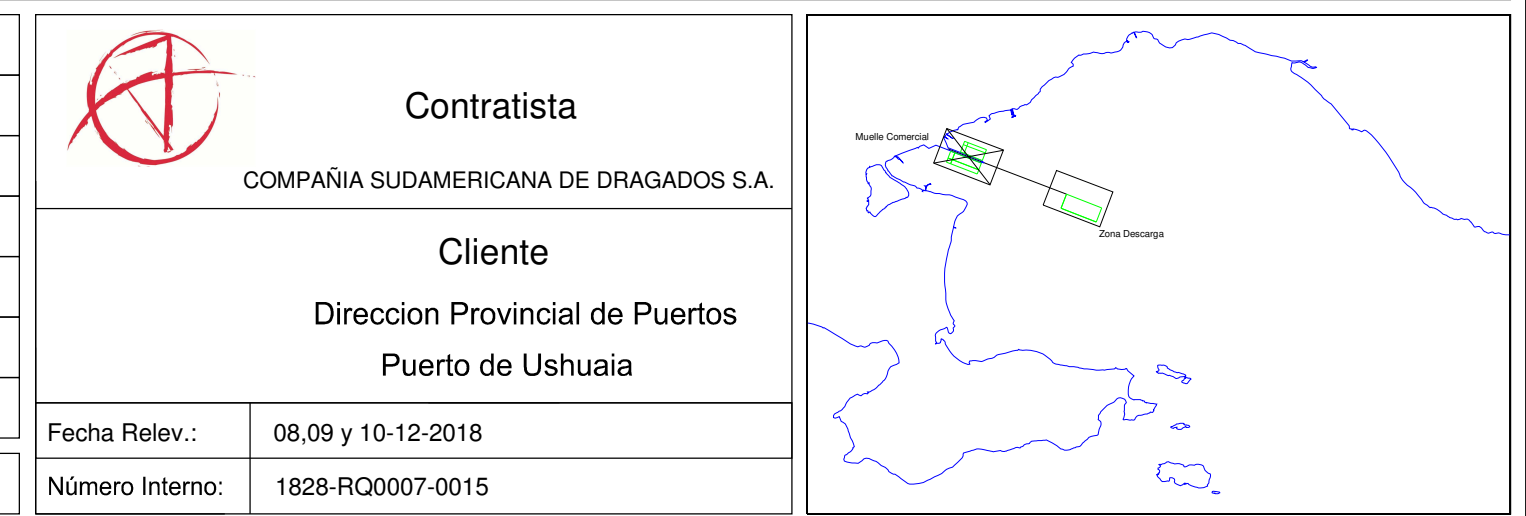 Contratista
COMPAÑIA SUDAMERICANA DE DRAGADOS S.A.
Cliente
Direccion Provincial de Puertos
Puerto de Ushuaia
Fecha Relev.: 08,09 y 10-12-2018
Número Interno: 1828-RQ0007-0015
Muelle Comercial
Zona Descarga